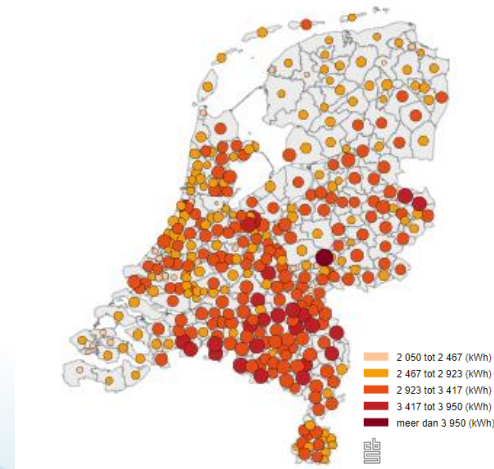 2 050 tot 2 467 (kWh)
2 467 tot 2 923 (kWh)
2 923 tot 3 417 (kWh)
3 417 tot 3 950 (kWh)
meer dan 3 950 (kWh)